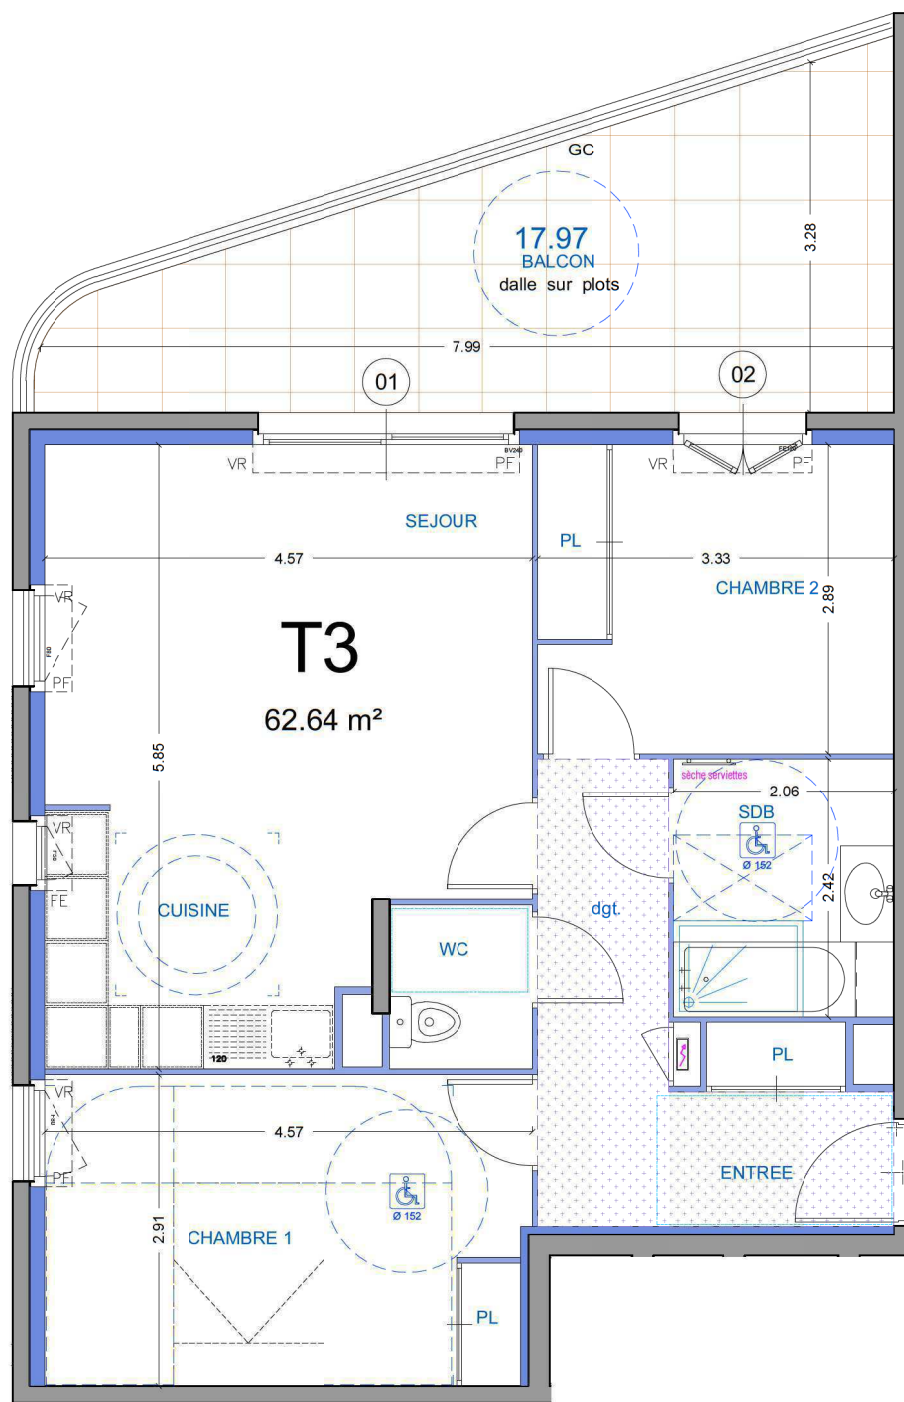 GC
3.28
17.97
BALCON
dalle sur plots
7.99
01
02
VR
BV240
PF
VR
FE120
PF
SEJOUR
PL
4.57
3.33
CHAMBRE 2
2.89
VR
F60
PF
T3
62.64 m²
5.85
sèche serviettes
2.06
SDB
Ø 152
2.42
VR
FE
CUISINE
dgt.
WC
120
PL
VR
PF
4.57
ENTREE
Ø 152
2.91
CHAMBRE 1
PL